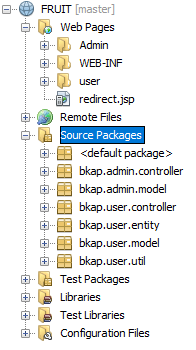 FRUIT [master]
Web Pages
Admin
WEB-INF
user
redirect.jsp
Remote Files
Source Packages
<default package>
bkap.admin.controller
bkap.admin.model
bkap.user.controller
bkap.user.entity
bkap.user.model
bkap.user.util
Test Packages
Libraries
Test Libraries
Configuration Files